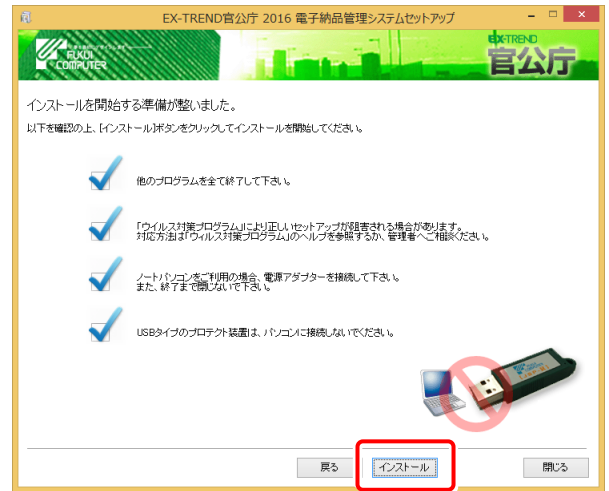 EX-TREND官公庁 2016 電子納品管理システムセットアップ
FUKUI
COMPUTER
EX-TREND
官公庁
インストールを開始する準備が整いました。
以下を確認の上、[インストール]ボタンをクリックしてインストールを開始してください。
他のプログラムを全て終了して下さい。
「ウイルス対策プログラム」により正しいセットアップが阻害される場合があります。
対応方法は「ウィルス対策プログラム」のヘルプを参照するか、管理者へご相談ください。
ノートパソコンをご利用の場合、電源アダプターを接続して下さい。
また、終了まで閉じないで下さい。
USBタイプのプロテクト装置は、パソコンに接続しないでください。
戻る
インストール
閉じる